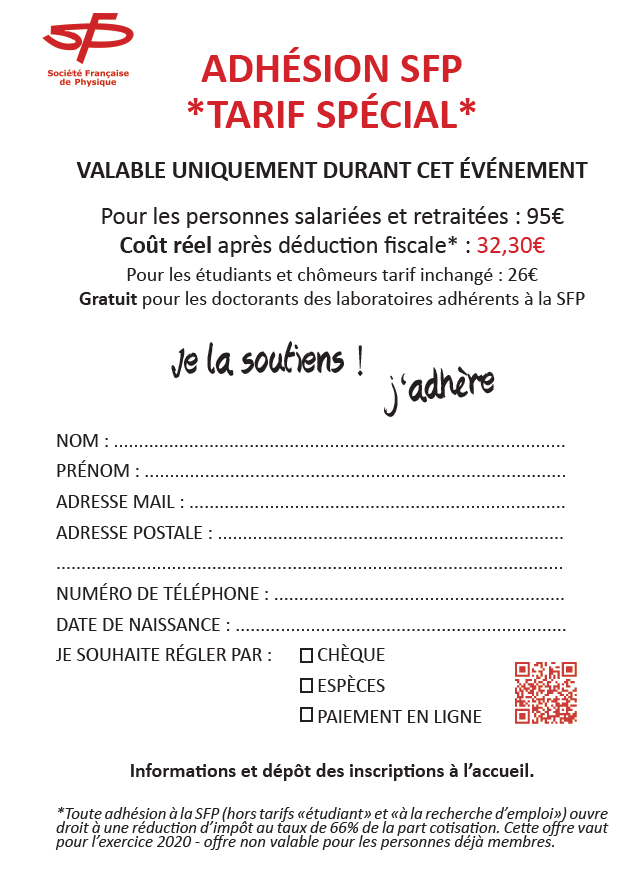 sfp
Société Française
de Physique
ADHÉSION SFP
*TARIF SPÉCIAL*
VALABLE UNIQUEMENT DURANT CET ÉVÉNEMENT
Pour les personnes salariées et retraitées : 95€
Coût réel après déduction fiscale* : 32,30€
Pour les étudiants et chômeurs tarif inchangé : 26€
Gratuit pour les doctorants des laboratoires adhérents à la SFP
Je la soutiens !
j'adhère
NOM : ..........................................................................................
PRÉNOM : ....................................................................................
ADRESSE MAIL : ...........................................................................
ADRESSE POSTALE : .....................................................................
.....................................................................................................
NUMÉRO DE TÉLÉPHONE : ..........................................................
DATE DE NAISSANCE : ..................................................................
JE SOUHAITE RÉGLER PAR : ☐ CHÈQUE
☐ ESPÈCES
☐ PAIEMENT EN LIGNE
Informations et dépôt des inscriptions à l’accueil.
*Toute adhésion à la SFP (hors tarifs «étudiant» et «à la recherche d’emploi») ouvre
droit à une réduction d’impôt au taux de 66% de la part cotisation. Cette offre vaut
pour l’exercice 2020 - offre non valable pour les personnes déjà membres.